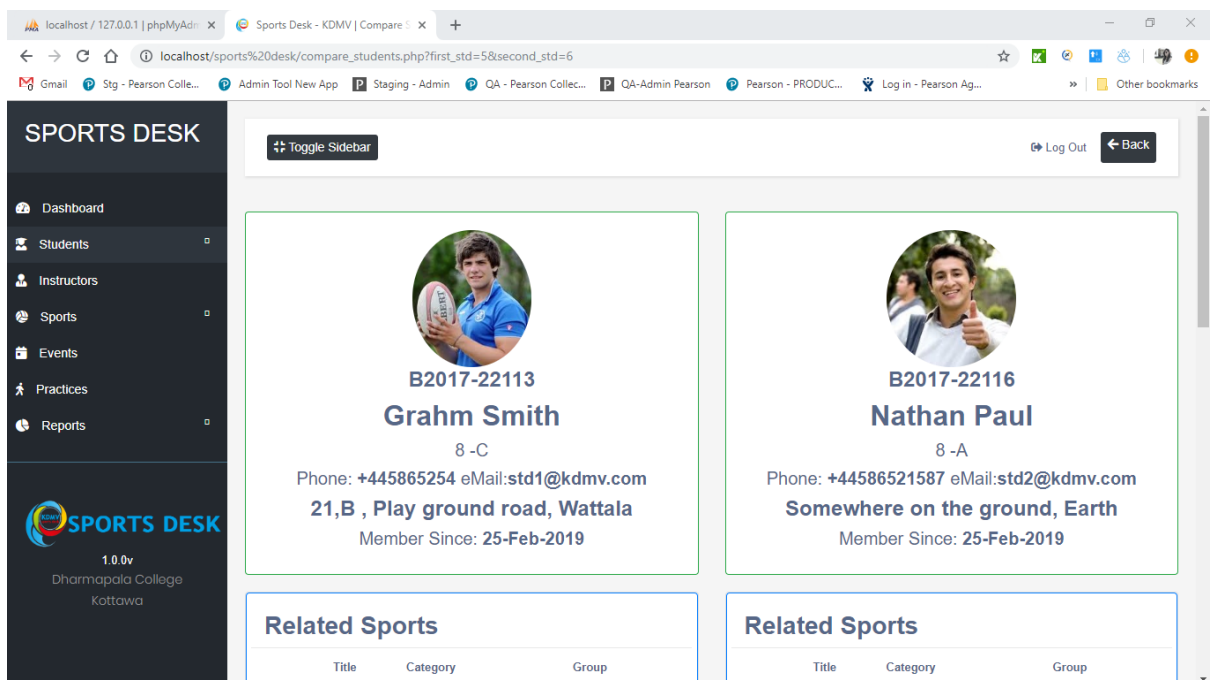 localhost / 127.0.0.1 | phpMyAdm
Sports Desk - KDMV | Compare S
localhost/sports%20desk/compare_students.php?first_std=5&second_std=6
Gmail
Stg - Pearson Colle...
Admin Tool New App
Staging - Admin
QA - Pearson Collec...
QA-Admin Pearson
Pearson - PRODUC...
Log in - Pearson Ag...
»
Other bookmarks
SPORTS DESK
Toggle Sidebar
Log Out
Back
Dashboard
Students
Instructors
Sports
Events
Practices
Reports
KDMV
SPORTS DESK
1.0.0v
Dharmapala College
Kottawa
B2017-22113
Grahm Smith
8 -C
Phone: +445865254 eMail:std1@kdmv.com
21,B , Play ground road, Wattala
Member Since: 25-Feb-2019
B2017-22116
Nathan Paul
8 -A
Phone: +44586521587 eMail:std2@kdmv.com
Somewhere on the ground, Earth
Member Since: 25-Feb-2019
Related Sports
Title Category Group
Related Sports
Title Category Group